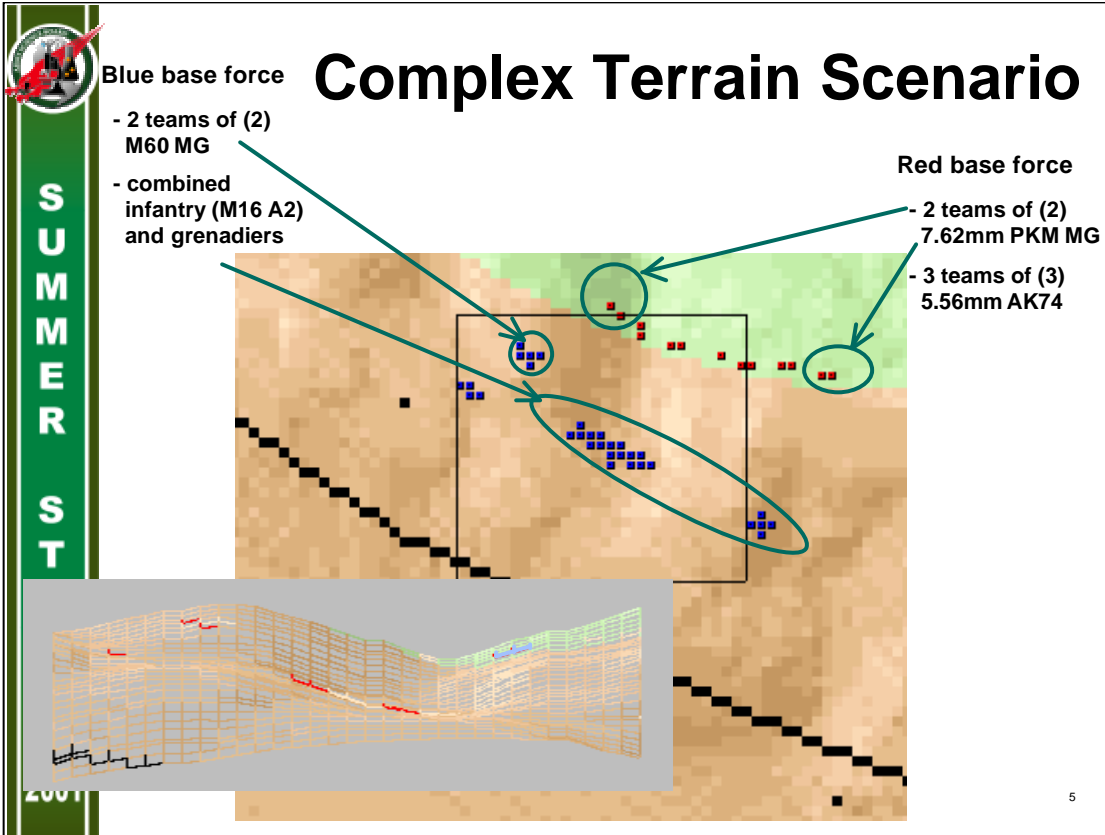 Complex Terrain Scenario
Blue base force
- 2 teams of (2)
M60 MG
- combined
infantry (M16 A2)
and grenadiers
Red base force
- 2 teams of (2)
7.62mm PKM MG
- 3 teams of (3)
5.56mm AK74
S
U
M
M
E
R
S
T
2001
5